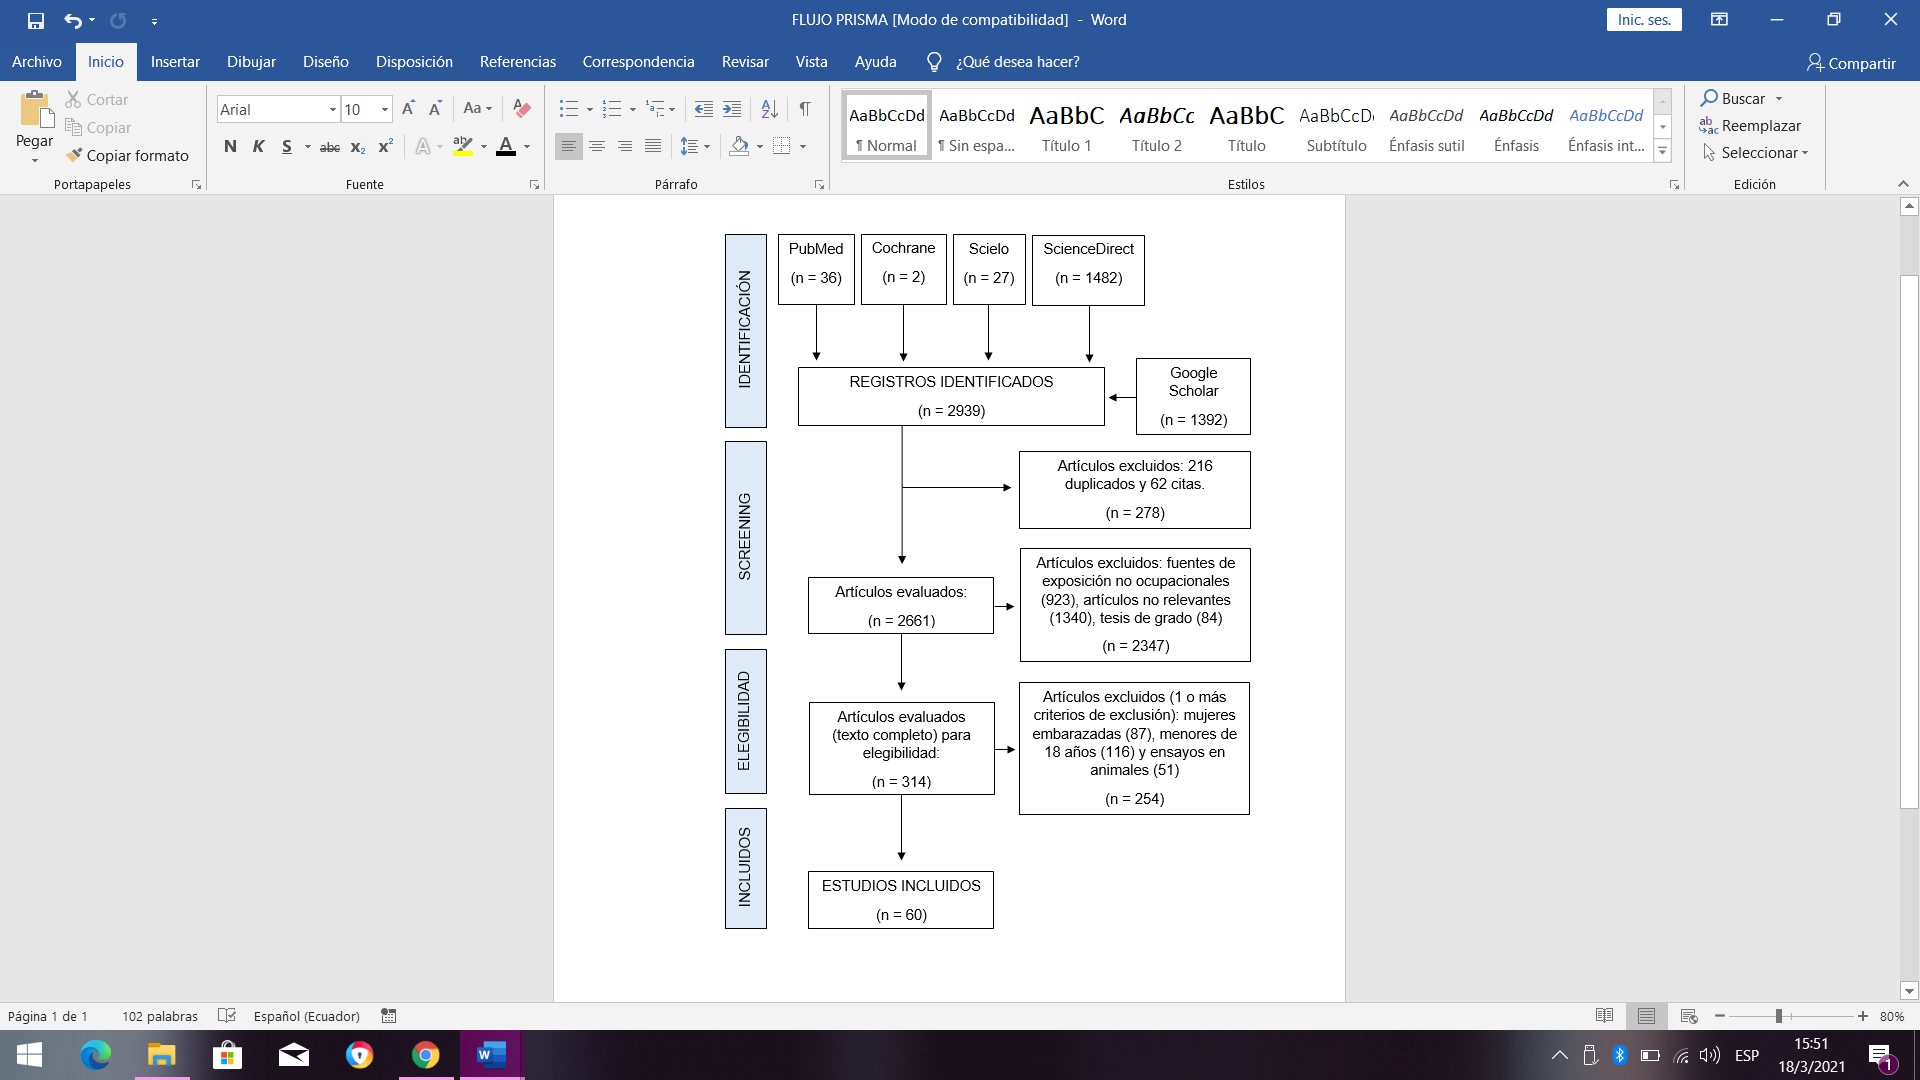 FLUJO PRISMA [Modo de compatibilidad] - Word
Inic. ses.
Archivo Inicio Insertar Dibujar Diseño Disposición Referencias Correspondencia Revisar Vista Ayuda ¿Qué desea hacer? Compartir
Pegar
Cortar
Copiar
Copiar formato
Portapapeles
Arial 10
Aa
N K S abc x₂ x² A ab A
Fuente
Párrafo
AaBbCcDd AaBbCcDd AaBbC AaBbCc AaBbC AaBbCcD AaBbCcDd AaBbCcDd AaBbCcDd
¶ Normal ¶ Sin espa... Título 1 Título 2 Título Subtítulo Énfasis sutil Énfasis Énfasis int...
Estilos
Buscar
Reemplazar
Seleccionar
Edición
IDENTIFICACIÓN
PubMed
(n = 36)
Cochrane
(n = 2)
Scielo
(n = 27)
ScienceDirect
(n = 1482)
REGISTROS IDENTIFICADOS
(n = 2939)
Google
Scholar
(n = 1392)
SCREENING
Artículos excluidos: 216
duplicados y 62 citas.
(n = 278)
Artículos evaluados:
(n = 2661)
Artículos excluidos: fuentes de
exposición no ocupacionales
(923), artículos no relevantes
(1340), tesis de grado (84)
(n = 2347)
ELEGIBILIDAD
Artículos evaluados
(texto completo) para
elegibilidad:
(n = 314)
Artículos excluidos (1 o más
criterios de exclusión): mujeres
embarazadas (87), menores de
18 años (116) y ensayos en
animales (51)
(n = 254)
INCLUIDOS
ESTUDIOS INCLUIDOS
(n = 60)
Página 1 de 1 102 palabras Español (Ecuador) 80%
ESP
15:51
18/3/2021
1